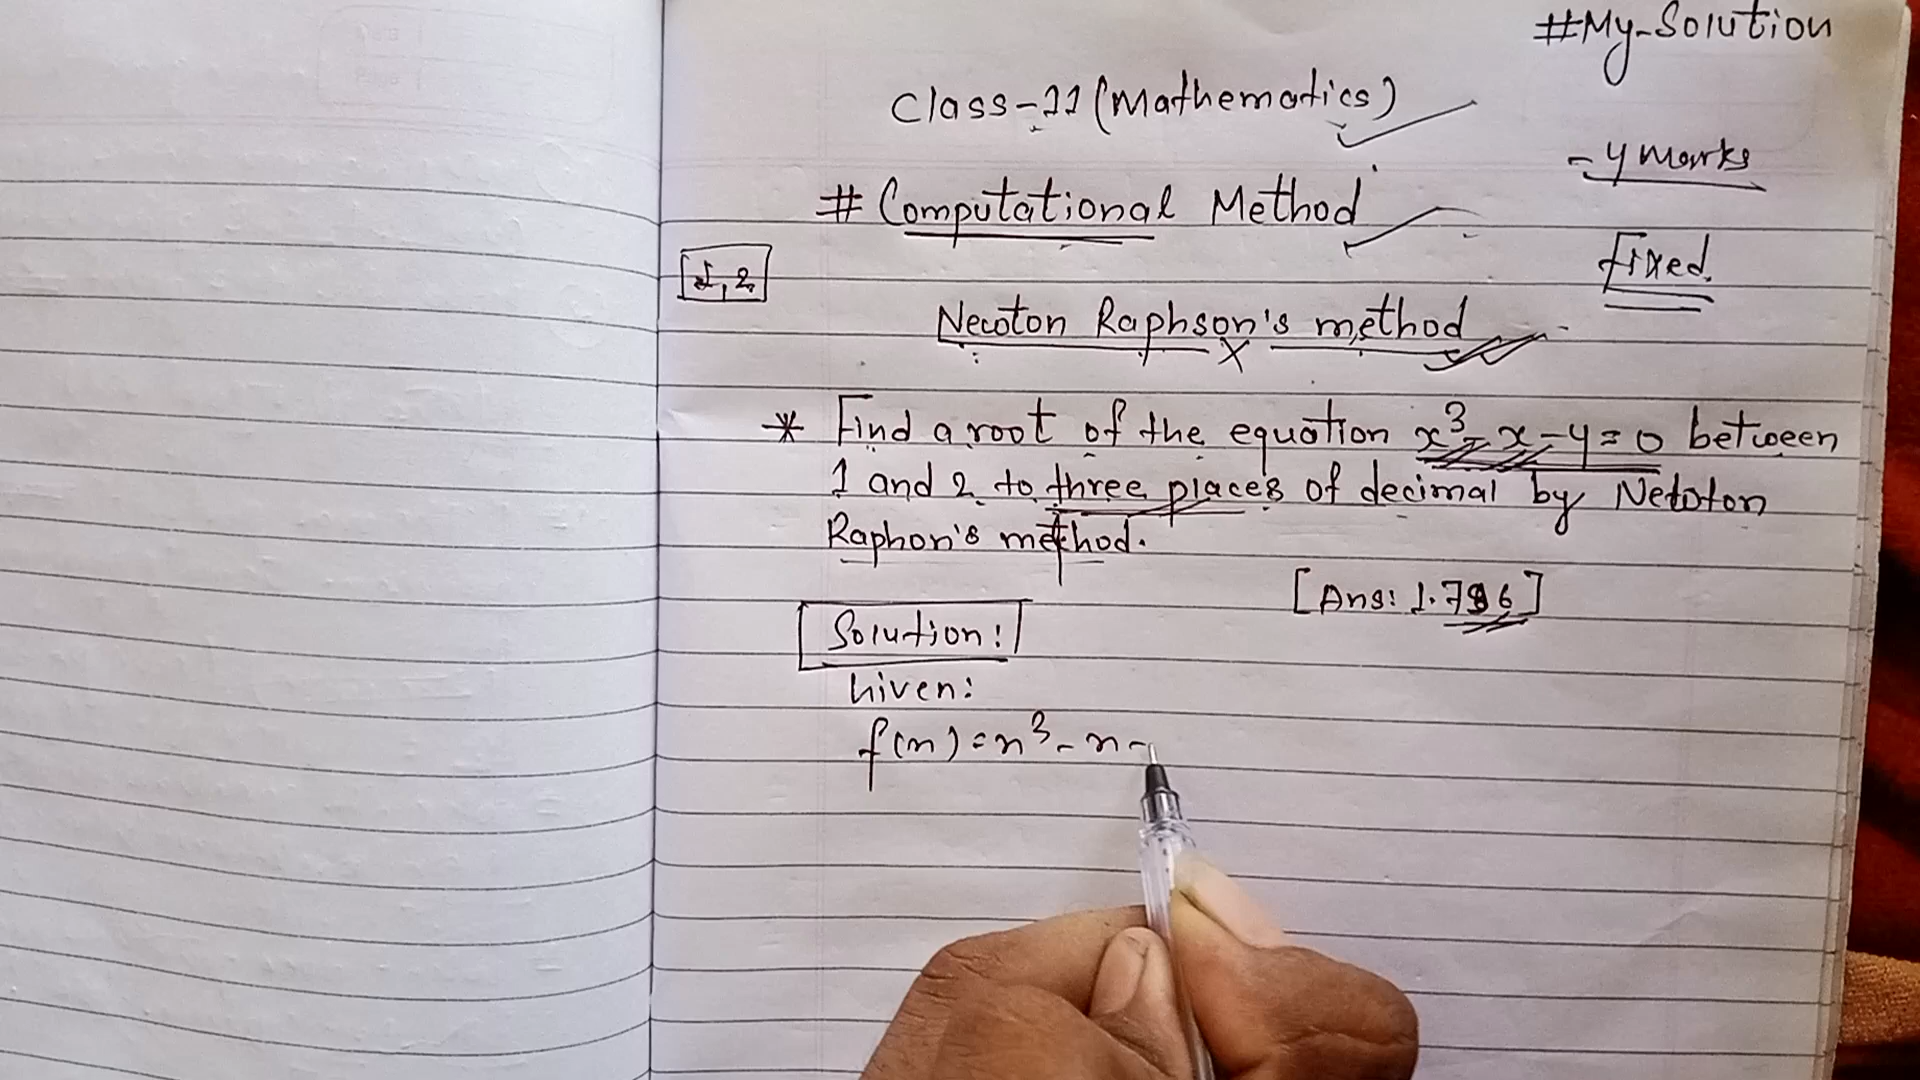 #My-Solution
Class-11 (Mathematics)
- 4 marks
# Computational Method
fixed.
[1, 2]
Newton Raphson's method
* Find a root of the equation x³ - x - 4 = 0 between
1 and 2 to three places of decimal by Newton
Raphon's method.
[Ans: 1.796]
Solution:
Given:
f(x) = x³ - x -